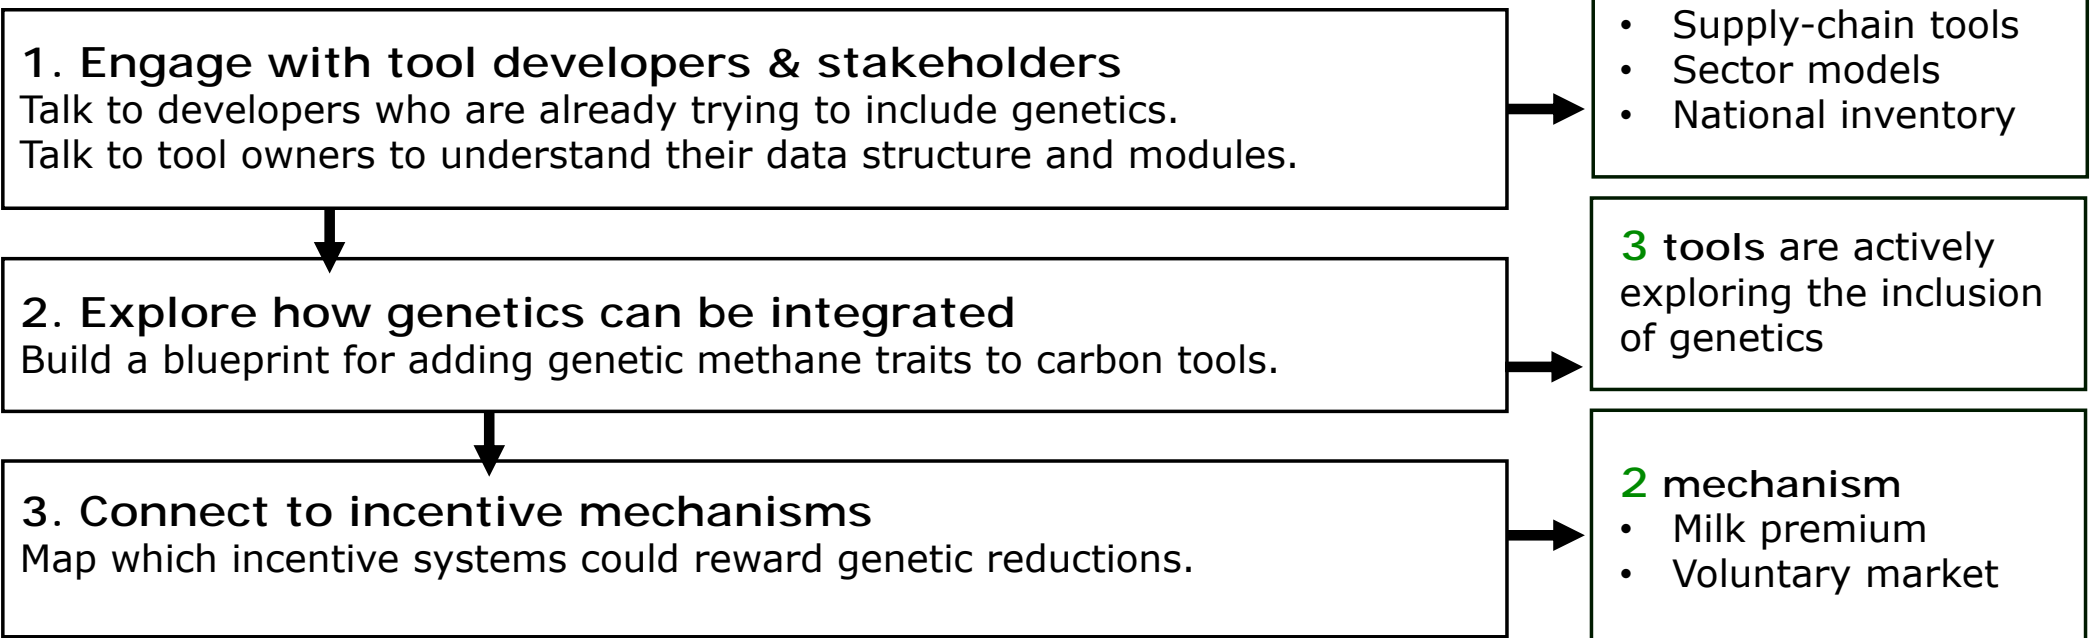 1. Engage with tool developers & stakeholders
Talk to developers who are already trying to include genetics.
Talk to tool owners to understand their data structure and modules.
• Supply-chain tools
• Sector models
• National inventory
2. Explore how genetics can be integrated
Build a blueprint for adding genetic methane traits to carbon tools.
3 tools are actively
exploring the inclusion
of genetics
3. Connect to incentive mechanisms
Map which incentive systems could reward genetic reductions.
2 mechanism
• Milk premium
• Voluntary market